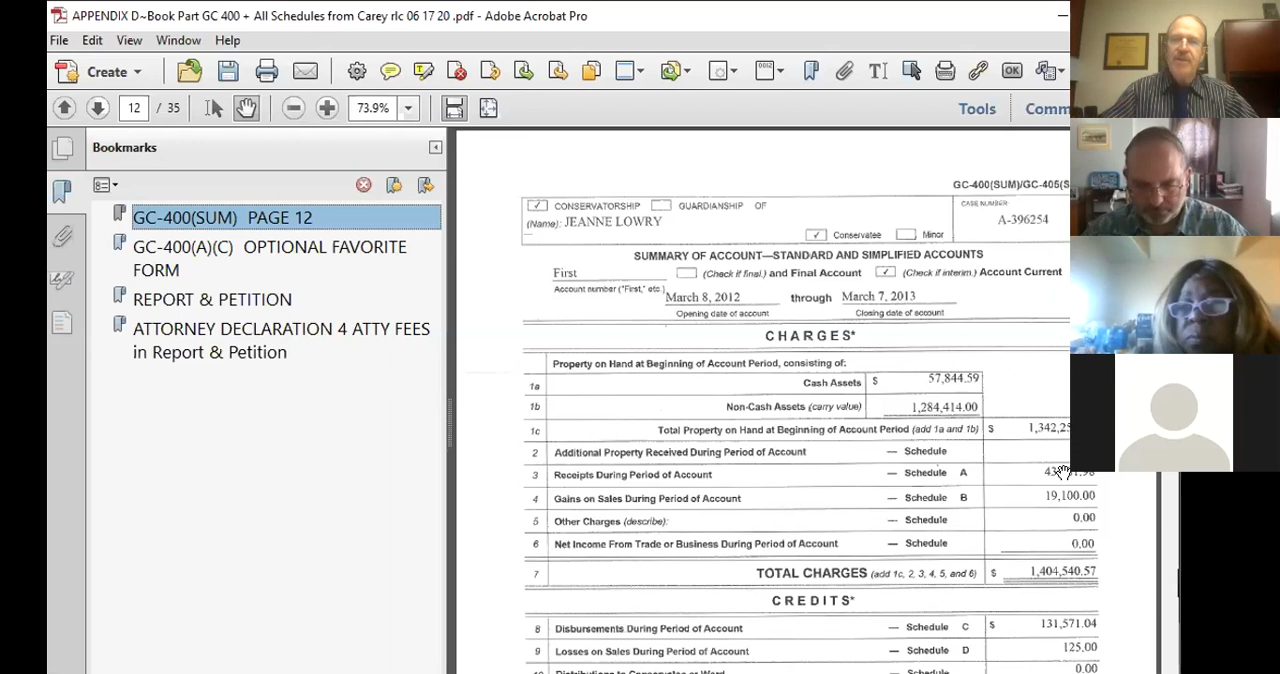 APPENDIX D~Book Part GC 400 + All Schedules from Carey rlc 06 17 20 .pdf - Adobe Acrobat Pro
File Edit View Window Help
Create
12 / 35 73.9% Tools Comm
Bookmarks
GC-400(SUM) PAGE 12
GC-400(A)(C) OPTIONAL FAVORITE
FORM
REPORT & PETITION
ATTORNEY DECLARATION 4 ATTY FEES
in Report & Petition
GC-400(SUM)/GC-405(S
CONSERVATORSHIP GUARDIANSHIP OF
CASE NUMBER:
(Name): JEANNE LOWRY
A-396254
Conservatee Minor
SUMMARY OF ACCOUNT—STANDARD AND SIMPLIFIED ACCOUNTS
First (Check if final.) and Final Account (Check if interim.) Account Current
Account number ("First," etc.) March 8, 2012 through March 7, 2013
Opening date of account Closing date of account
CHARGES*
Property on Hand at Beginning of Account Period, consisting of:
1a Cash Assets $ 57,844.59
1b Non-Cash Assets (carry value) 1,284,414.00
1c Total Property on Hand at Beginning of Account Period (add 1a and 1b) $ 1,342,25
2 Additional Property Received During Period of Account — Schedule
3 Receipts During Period of Account — Schedule A
4 Gains on Sales During Period of Account — Schedule B 19,100.00
5 Other Charges (describe): — Schedule 0.00
6 Net Income From Trade or Business During Period of Account — Schedule 0.00
7 TOTAL CHARGES (add 1c, 2, 3, 4, 5, and 6) $ 1,404,540.57
CREDITS*
8 Disbursements During Period of Account — Schedule C $ 131,571.04
9 Losses on Sales During Period of Account — Schedule D 125.00
0.00